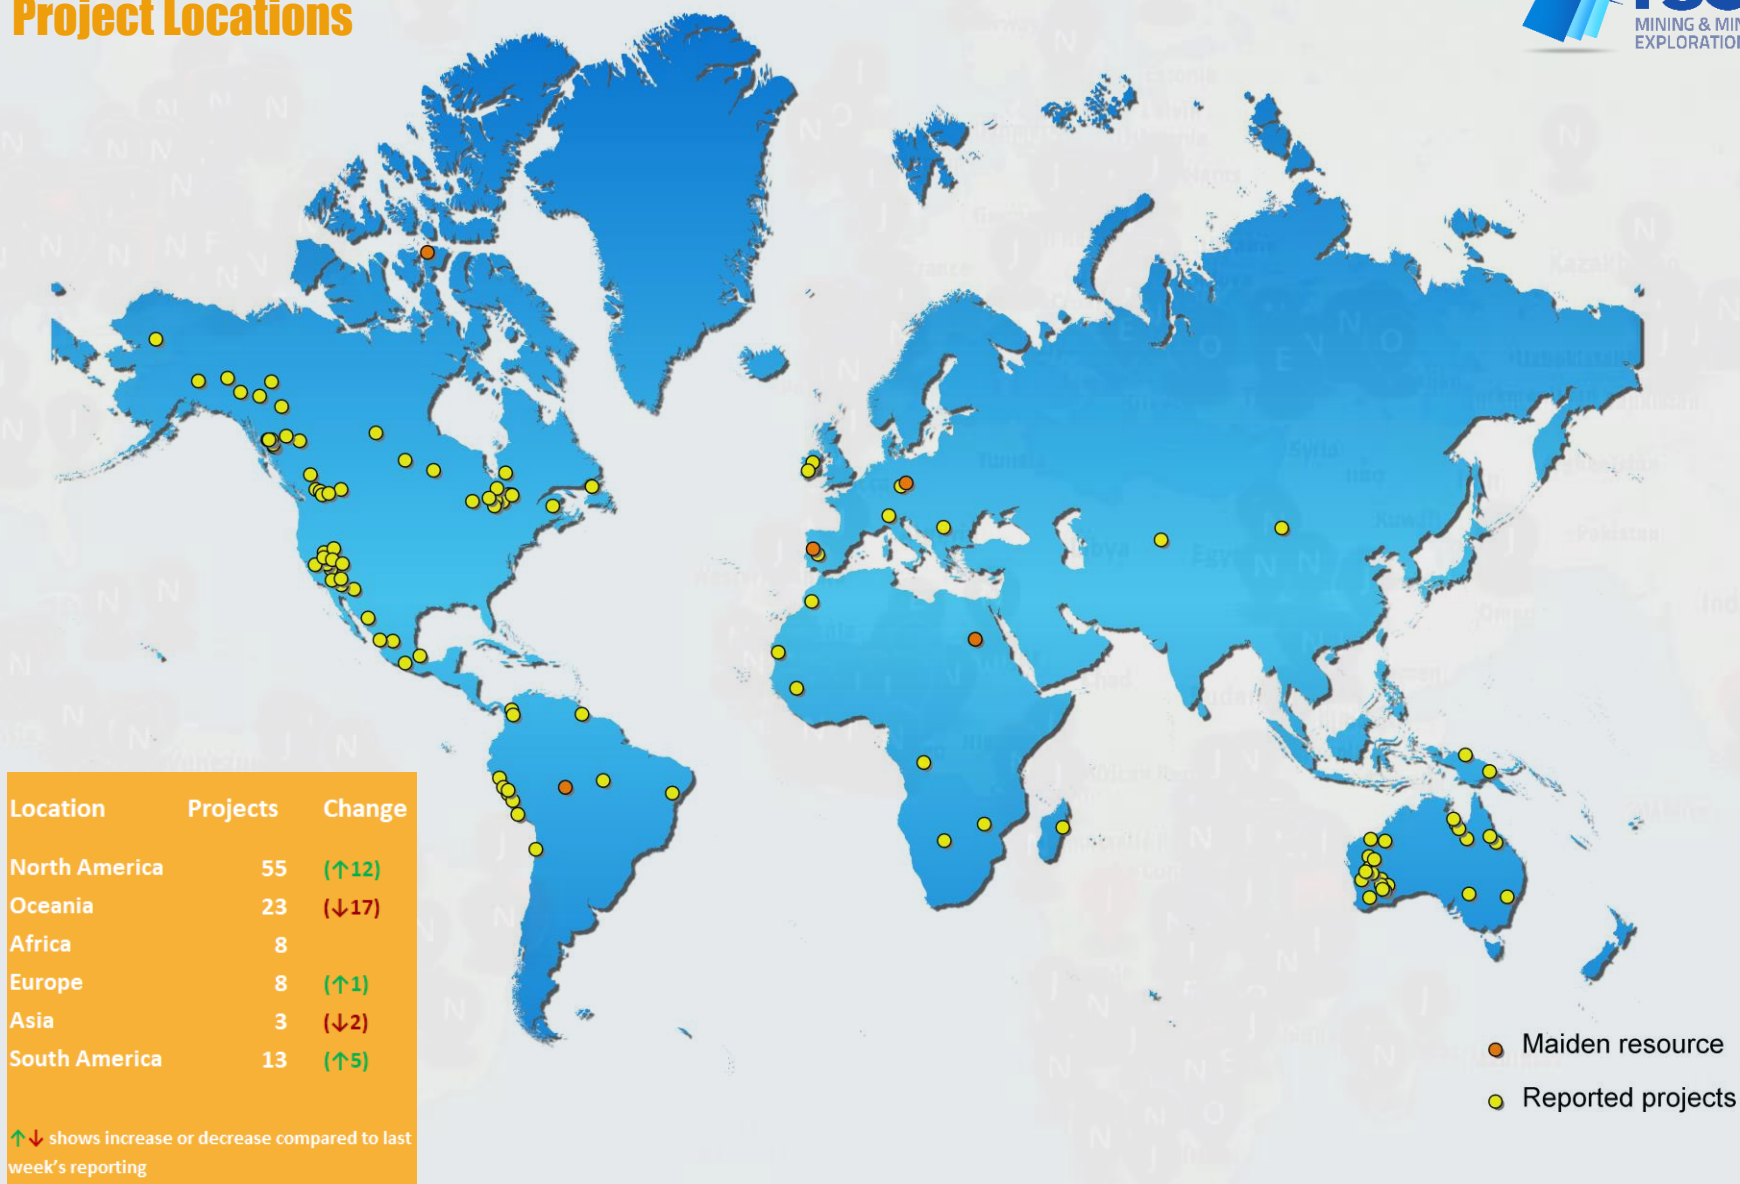 Project Locations
MINING & MIN
EXPLORATION
Location Projects Change
North America 55 (↑12)
Oceania 23 (↓17)
Africa 8
Europe 8 (↑1)
Asia 3 (↓2)
South America 13 (↑5)
↑↓ shows increase or decrease compared to last
week's reporting
Maiden resource
Reported projects